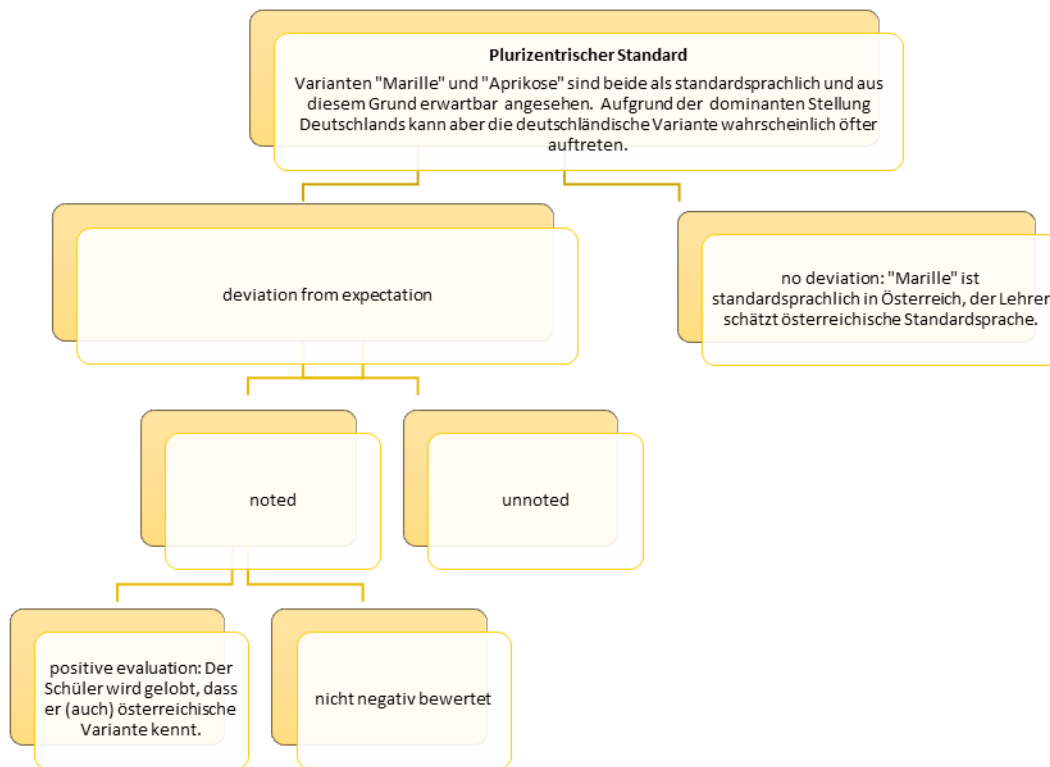 Plurizentrischer Standard
Varianten "Marille" und "Aprikose" sind beide als standardsprachlich und aus
diesem Grund erwartbar angesehen. Aufgrund der dominanten Stellung
Deutschlands kann aber die deutschländische Variante wahrscheinlich öfter
auftreten.
deviation from expectation
no deviation: "Marille" ist
standardsprachlich in Österreich, der Lehrer
schätzt österreichische Standardsprache.
noted
unnoted
positive evaluation: Der
Schüler wird gelobt, dass
er (auch) österreichische
Variante kennt.
nicht negativ bewertet